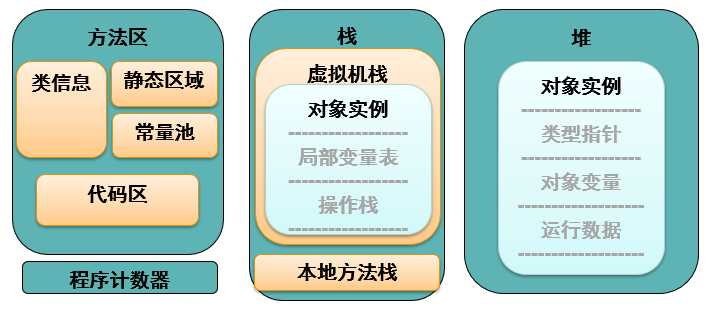 方法区
类信息
静态区域
常量池
代码区
程序计数器
栈
虚拟机栈
对象实例
局部变量表
操作栈
本地方法栈
堆
对象实例
类型指针
对象变量
运行数据